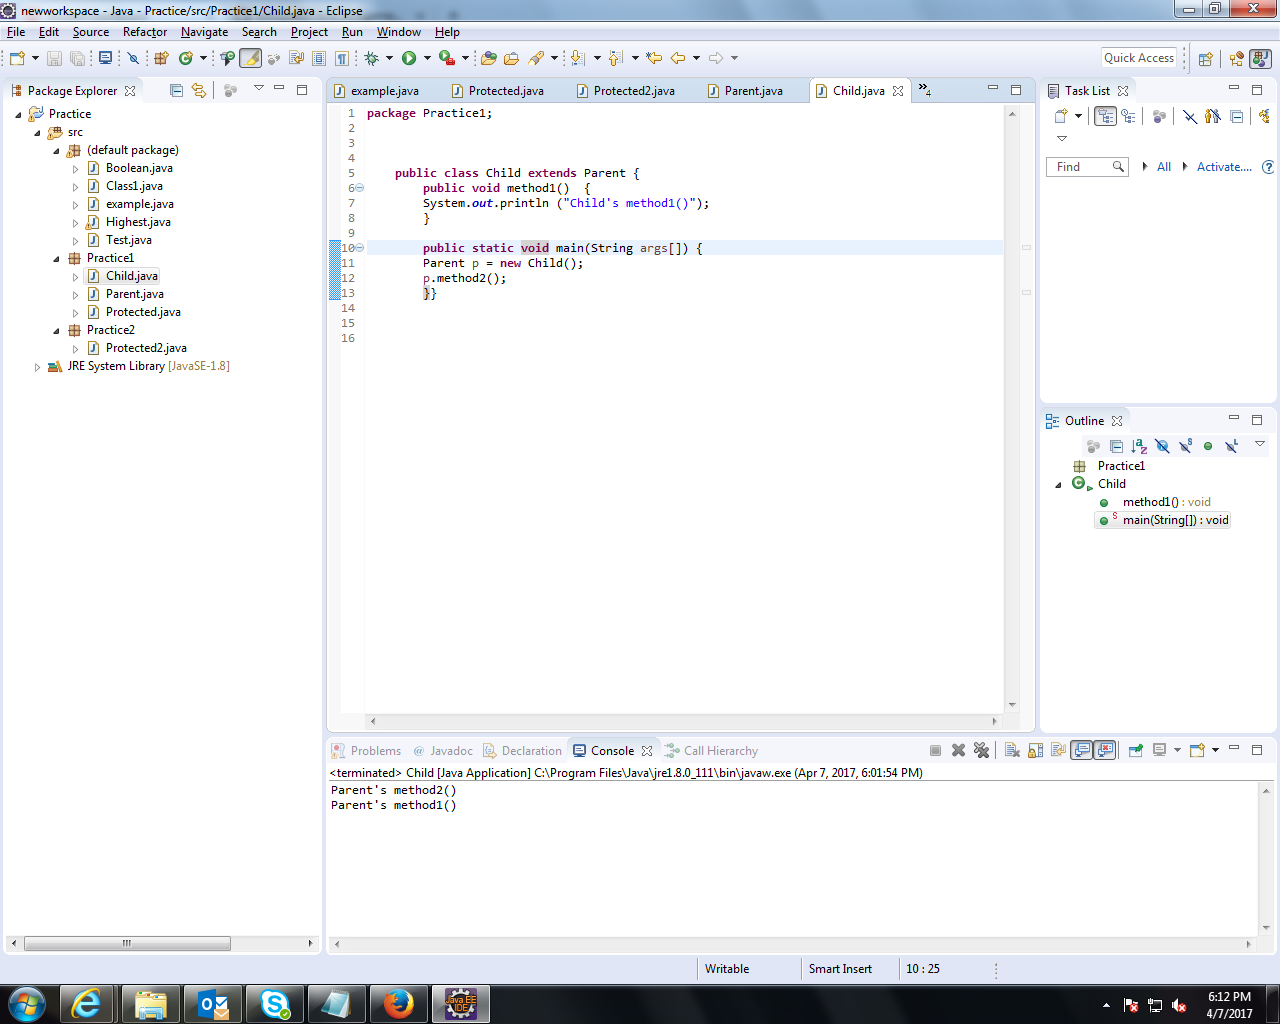 newworkspace - Java - Practice/src/Practice1/Child.java - Eclipse
File Edit Source Refactor Navigate Search Project Run Window Help
Quick Access
Package Explorer
Practice
src
(default package)
Boolean.java
Class1.java
example.java
Highest.java
Test.java
Practice1
Child.java
Parent.java
Protected.java
Practice2
Protected2.java
JRE System Library [JavaSE-1.8]
example.java Protected.java Protected2.java Parent.java Child.java »4
1 package Practice1;
2
3
4
5 public class Child extends Parent {
6 public void method1()  {
7 System.out.println ("Child's method1()");
8 }
9
10 public static void main(String args[]) {
11 Parent p = new Child();
12 p.method2();
13 }}
14
15
16
Task List
Find All Activate....
Outline
Practice1
Child
method1() : void
main(String[]) : void
Problems @ Javadoc Declaration Console Call Hierarchy
<terminated> Child [Java Application] C:\Program Files\Java\jre1.8.0_111\bin\javaw.exe (Apr 7, 2017, 6:01:54 PM)
Parent's method2()
Parent's method1()
Writable Smart Insert 10 : 25
Java EE IDE
6:12 PM
4/7/2017